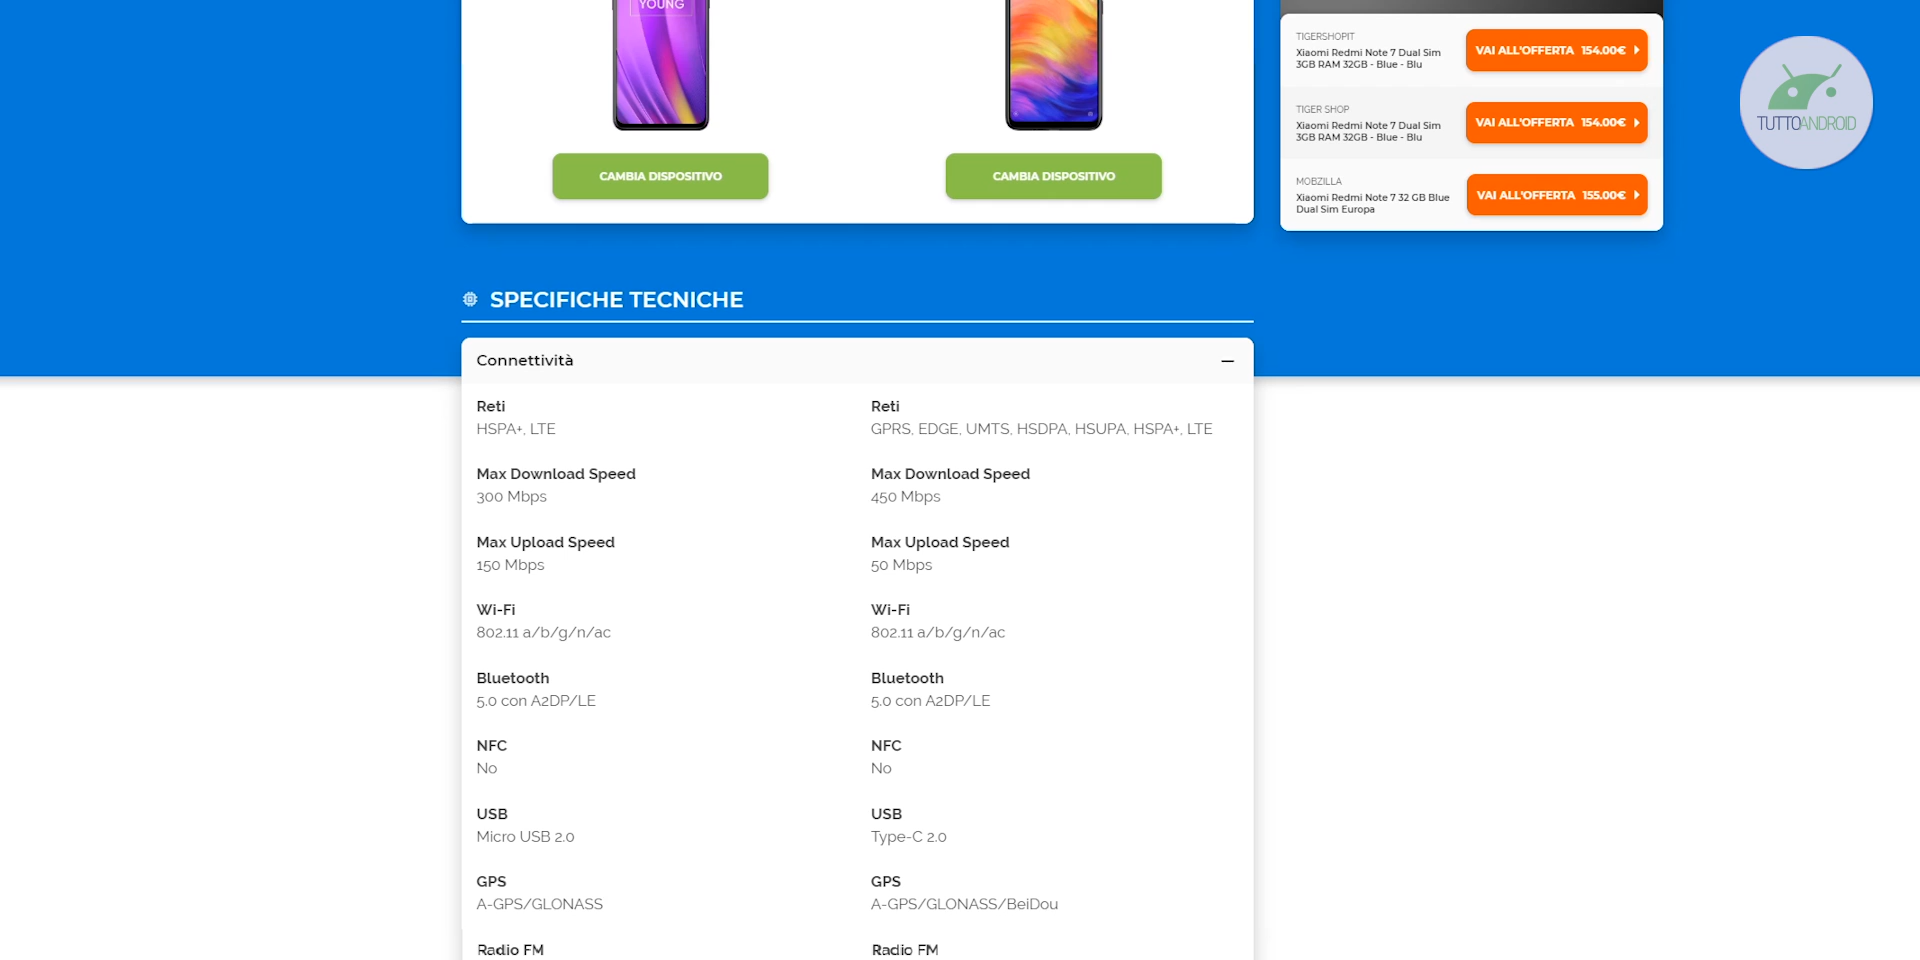 YOUNG
CAMBIA DISPOSITIVO
CAMBIA DISPOSITIVO
TIGERSHOPIT
Xiaomi Redmi Note 7 Dual Sim
3GB RAM 32GB - Blue - Blu
VAI ALL'OFFERTA 154.00€
TIGER SHOP
Xiaomi Redmi Note 7 Dual Sim
3GB RAM 32GB - Blue - Blu
VAI ALL'OFFERTA 154.00€
MOBZILLA
Xiaomi Redmi Note 7 32 GB Blue
Dual Sim Europa
VAI ALL'OFFERTA 155.00€
TUTTOANDROID
SPECIFICHE TECNICHE
Connettività
Reti
HSPA+, LTE
Reti
GPRS, EDGE, UMTS, HSDPA, HSUPA, HSPA+, LTE
Max Download Speed
300 Mbps
Max Download Speed
450 Mbps
Max Upload Speed
150 Mbps
Max Upload Speed
50 Mbps
Wi-Fi
802.11 a/b/g/n/ac
Wi-Fi
802.11 a/b/g/n/ac
Bluetooth
5.0 con A2DP/LE
Bluetooth
5.0 con A2DP/LE
NFC
No
NFC
No
USB
Micro USB 2.0
USB
Type-C 2.0
GPS
A-GPS/GLONASS
GPS
A-GPS/GLONASS/BeiDou
Radio FM
Radio FM